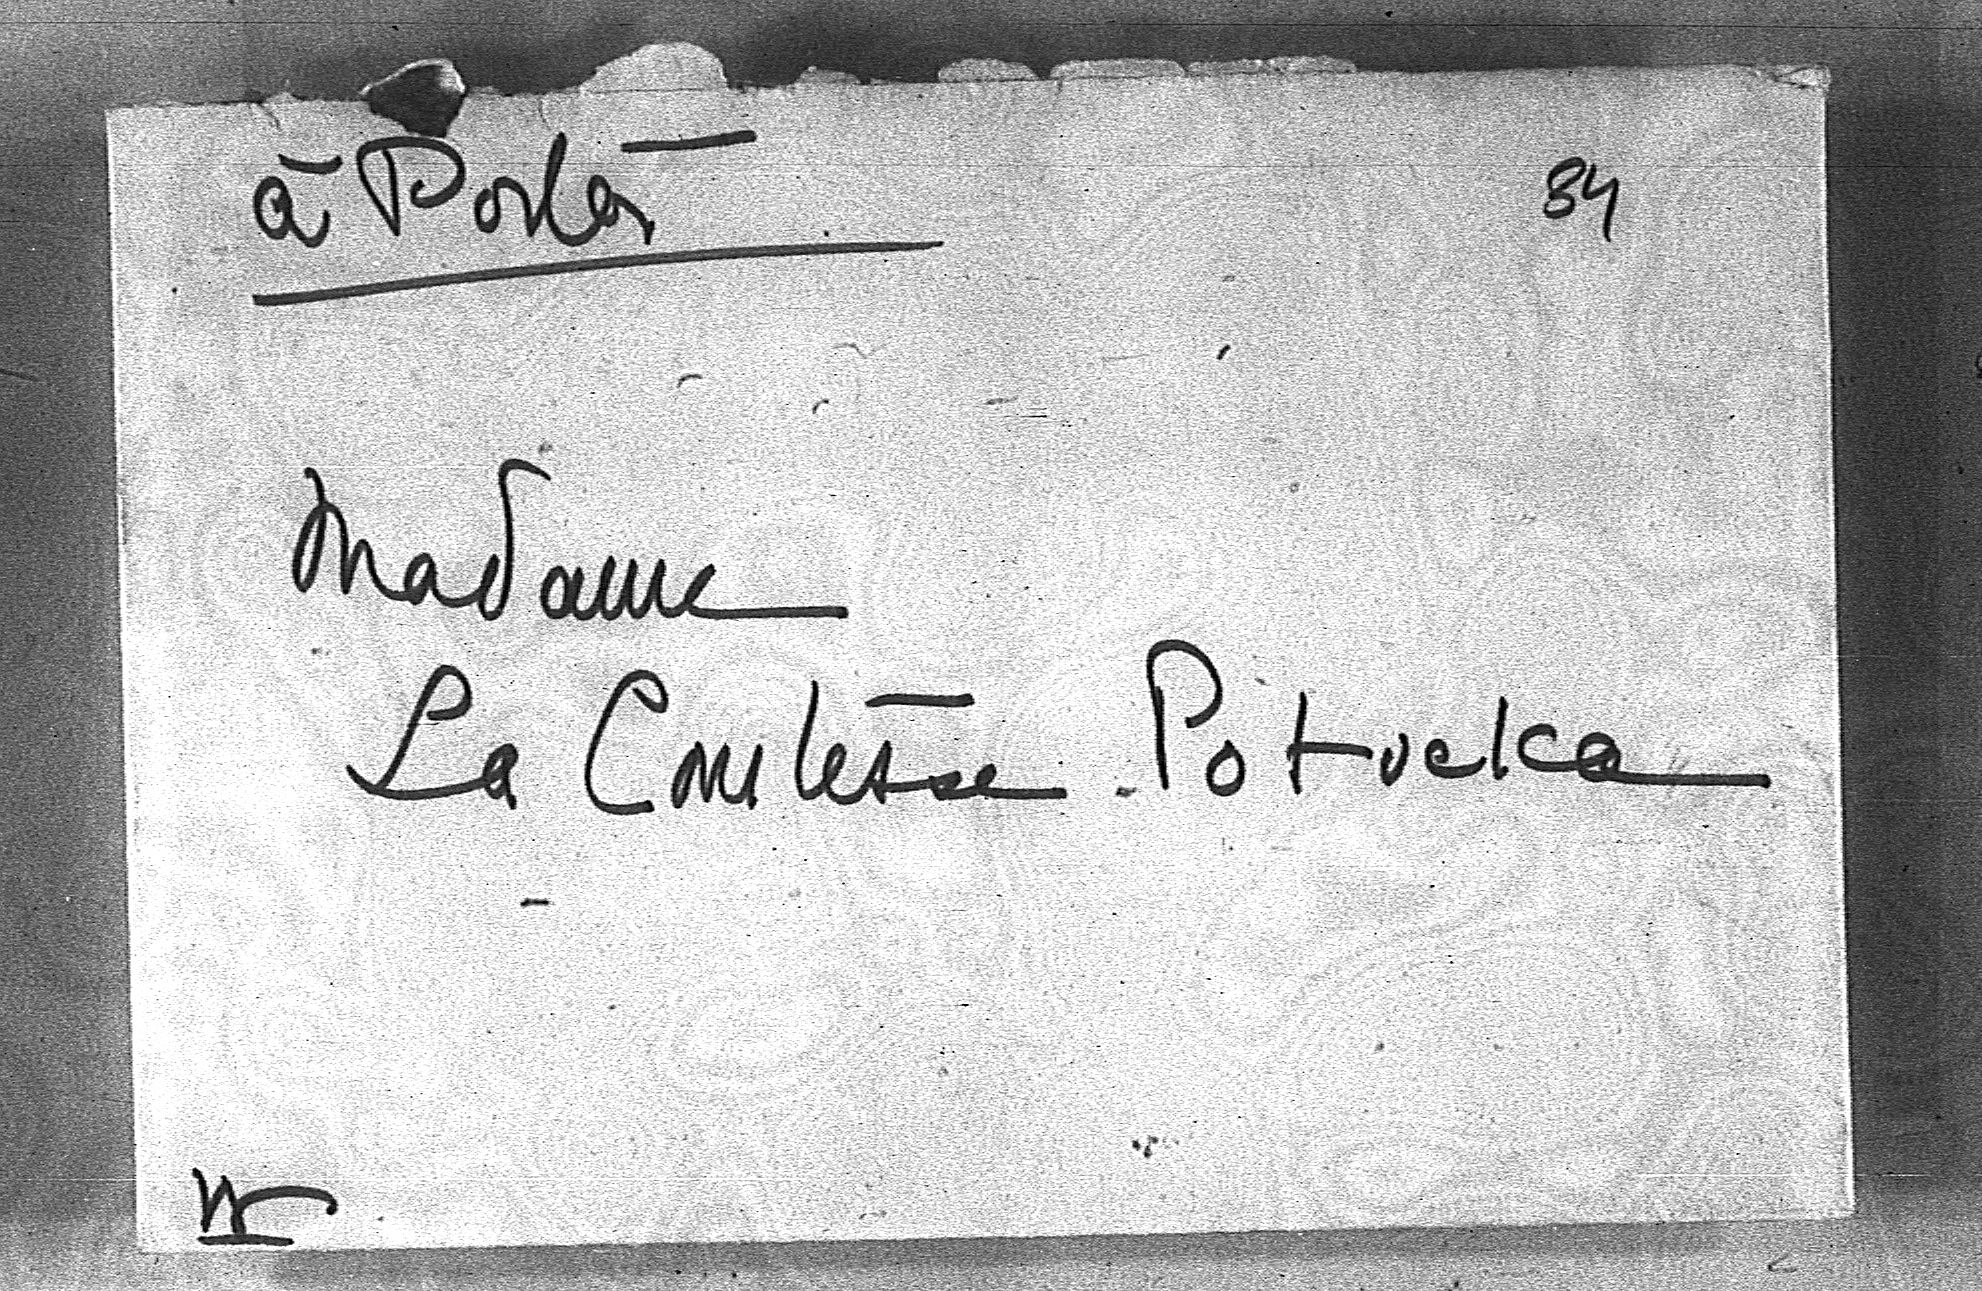 à Porter
84
Madame
La Comtesse Potocka